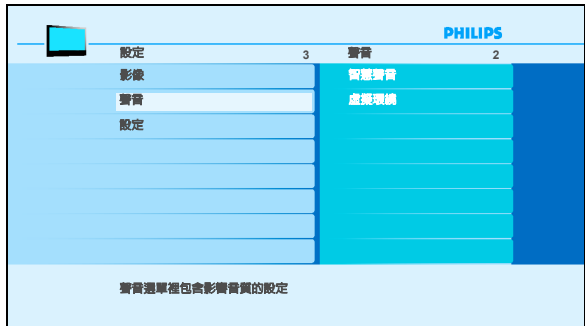 PHILIPS
設定 3 聲音 2
影像 智慧聲音
聲音 虛擬環繞
設定
聲音選單裡包含影響音質的設定